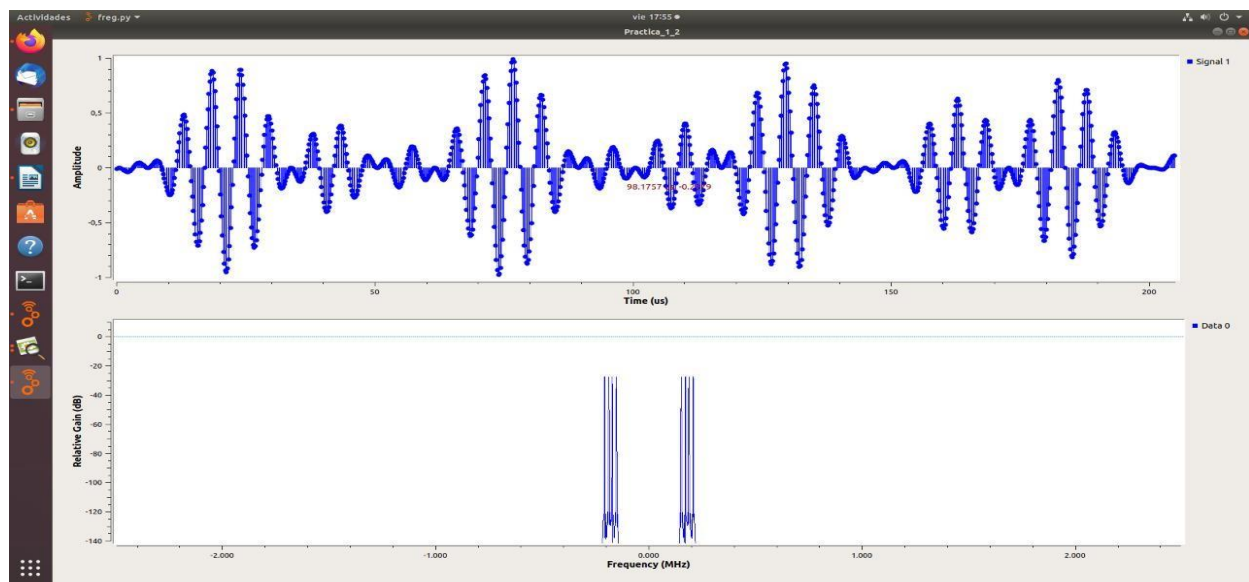 Actividades freg.py vie 17:55
Practica_1_2
Signal 1
1
0,5
0
-0,5
-1
Amplitude
0 50 100 150 200
Time (us)
Data 0
0
-20
-40
-60
-80
-100
-120
-140
Relative Gain (dB)
-2.000 -1.000 0.000 1.000 2.000
Frequency (MHz)